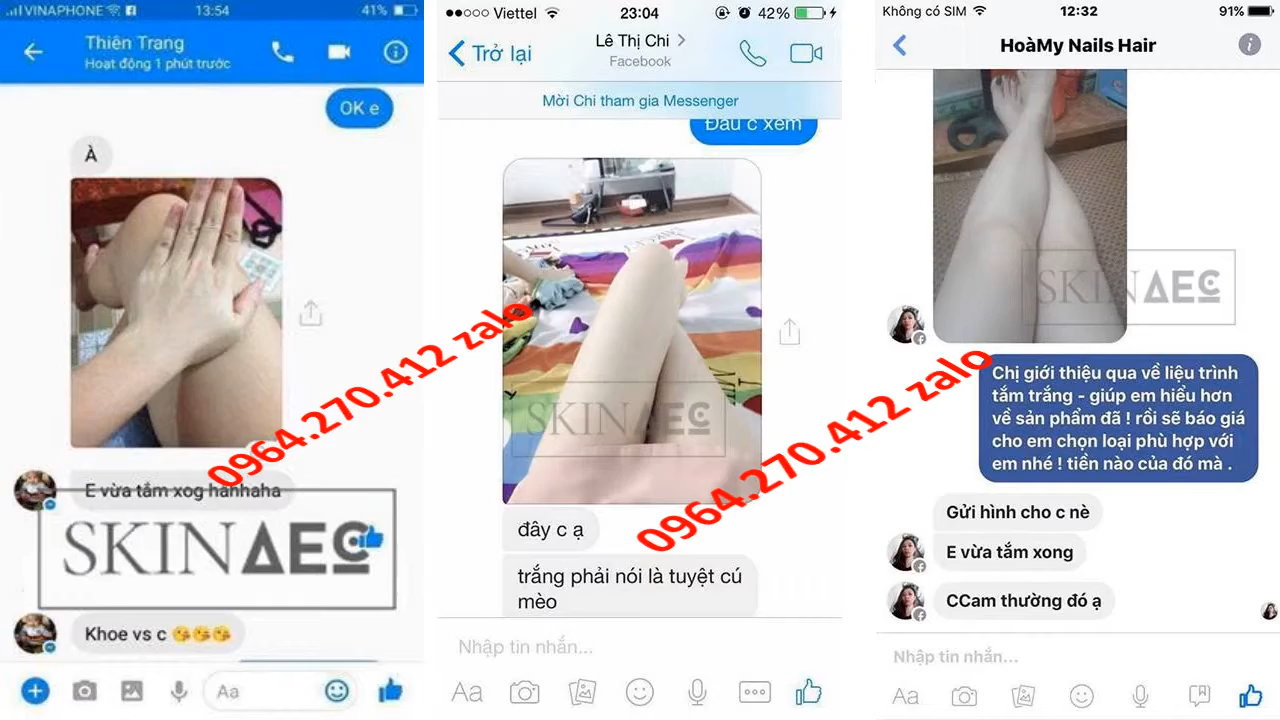 VINAPHONE
13:54
41%
Thiên Trang
Hoạt động 1 phút trước
OK e
À
E vừa tắm xog hahhaha
SKINAEC
Khoe vs c 😘😘😘
Aa
Viettel
23:04
42%
Trở lại
Lê Thị Chi
Facebook
Mời Chi tham gia Messenger
Đâu c xem
SKINAEC
đây c ạ
trắng phải nói là tuyệt cú
mèo
Nhập tin nhắn...
Aa
Không có SIM
12:32
91%
HoàMy Nails Hair
SKINAEC
Chị giới thiệu qua về liệu trình
tắm trắng - giúp em hiểu hơn
về sản phẩm đã ! rồi sẽ báo giá
cho em chọn loại phù hợp với
em nhé ! tiền nào của đó mà .
Gửi hình cho c nè
E vừa tắm xong
CCam thường đó ạ
Nhập tin nhắn...
Aa
0964.270.412 zalo
0964.270.412 zalo